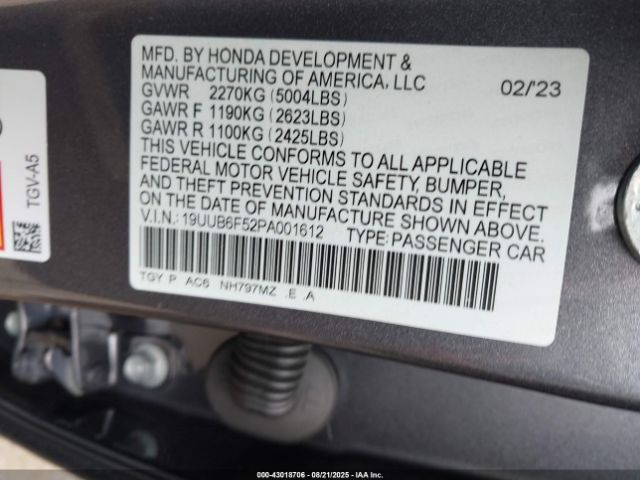 MFD. BY HONDA DEVELOPMENT &
MANUFACTURING OF AMERICA, LLC
GVWR 2270KG (5004LBS) 02/'23
GAWR F 1190KG (2623LBS)
GAWR R 1100KG (2425LBS)
THIS VEHICLE CONFORMS TO ALL APPLICABLE
FEDERAL MOTOR VEHICLE SAFETY, BUMPER,
AND THEFT PREVENTION STANDARDS IN EFFECT
ON THE DATE OF MANUFACTURE SHOWN ABOVE.
V.I.N.: 19UUB6F52PA001612 TYPE: PASSENGER CAR
TGY P AC6 NH797MZ .E .A
TGV-A5
000-43018706 - 08/21/2025 - IAAI.com